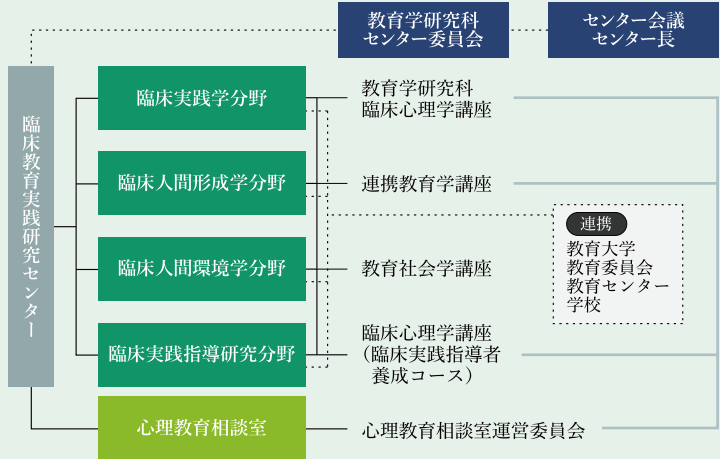 教育学研究科
センター委員会
センター会議
センター長
臨床教育実践研究センター
臨床実践学分野
教育学研究科
臨床心理学講座
臨床人間形成学分野
連携教育学講座
臨床人間環境学分野
教育社会学講座
臨床実践指導研究分野
臨床心理学講座
(臨床実践指導者
養成コース)
心理教育相談室
心理教育相談室運営委員会
連携
教育大学
教育委員会
教育センター
学校